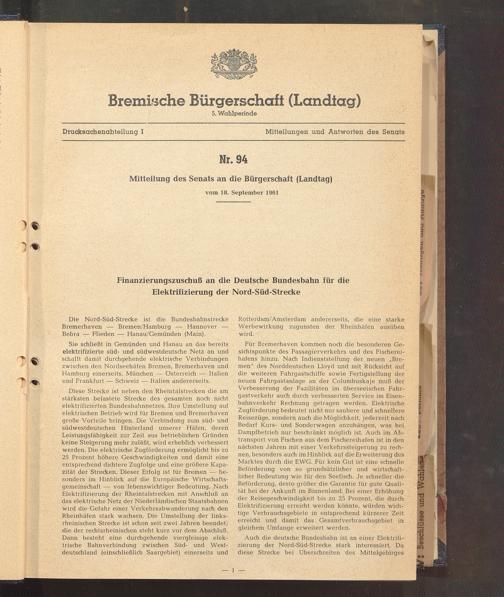 Bremische Bürgerschaft (Landtag)
5. Wahlperiode
Drucksachenabteilung I
Mitteilungen und Antworten des Senats
Nr. 94
Mitteilung des Senats an die Bürgerschaft (Landtag)
vom 18. September 1961
Finanzierungszuschuß an die Deutsche Bundesbahn für die
Elektrifizierung der Nord-Süd-Strecke
Die Nord-Süd-Strecke ist die Bundesbahnstrecke
Bremerhaven — Bremen/Hamburg — Hannover —
Bebra — Flieden — Hanau/Gemünden (Main).
Sie schließt in Gemünden und Hanau an das bereits
elektrifizierte süd- und südwestdeutsche Netz an und
schafft damit durchgehende elektrische Verbindungen
zwischen den Nordseehäfen Bremen, Bremerhaven und
Hamburg einerseits, München — Österreich — Italien
und Frankfurt — Schweiz — Italien andererseits.
Diese Strecke ist neben den Rheintalstrecken die am
stärksten belastete Strecke des gesamten noch nicht
elektrifizierten Bundesbahnnetzes. Ihre Umstellung auf
elektrischen Betrieb wird für Bremen und Bremerhaven
große Vorteile bringen. Die Verbindung zum süd- und
südwestdeutschen Hinterland unserer Häfen, deren
Leistungsfähigkeit zur Zeit aus betrieblichen Gründen
keine Steigerung mehr zuläßt, wird erheblich verbessert
werden. Die elektrische Zugförderung ermöglicht bis zu
25 Prozent höhere Geschwindigkeiten und damit eine
entsprechend dichtere Zugfolge und eine größere Kapa-
zität der Strecken. Dieser Erfolg ist für Bremen — be-
sonders im Hinblick auf die Europäische Wirtschafts-
gemeinschaft — von lebenswichtiger Bedeutung. Nach
Elektrifizierung der Rheintalstrecken mit Anschluß an
das elektrische Netz der Niederländischen Staatsbahnen
wird die Gefahr einer Verkehrsabwanderung nach den
Rheinhäfen stark wachsen. Die Umstellung der links-
rheinischen Strecke ist schon seit zwei Jahren beendet;
die der rechtsrheinischen steht kurz vor dem Abschluß.
Dann besteht eine durchgehende viergleisige elek-
trische Bahnverbindung zwischen Süd- und West-
deutschland (einschließlich Saargebiet) einerseits und
Rotterdam/Amsterdam andererseits, die eine starke
Werbewirkung zugunsten der Rheinhäfen ausüben
wird.
Für Bremerhaven kommen noch die besonderen Ge-
sichtspunkte des Passagierverkehrs und des Fischerei-
hafens hinzu. Nach Indienststellung der neuen „Bre-
men" des Norddeutschen Lloyd und mit Rücksicht auf
die weiteren Fahrgastschiffe sowie Fertigstellung der
neuen Fahrgastanlage an der Columbuskaje muß der
Verbesserung der Fazilitäten im überseeischen Fahr-
gastverkehr auch durch verbesserten Service im Eisen-
bahnverkehr Rechnung getragen werden. Elektrische
Zugförderung bedeutet nicht nur saubere und schnellere
Reisezüge, sondern auch die Möglichkeit, jederzeit nach
Bedarf Kurs- und Sonderwagen anzuhängen, was bei
Dampfbetrieb nur beschränkt möglich ist. Auch im Ab-
transport von Fischen aus dem Fischereihafen ist in den
nächsten Jahren mit einer Verkehrssteigerung zu rech-
nen, besonders auch im Hinblick auf die Erweiterung des
Marktes durch die EWG. Für kein Gut ist eine schnelle
Beförderung von so grundsätzlicher und wirtschaft-
licher Bedeutung wie für den Seefisch. Je schneller die
Beförderung, desto größer die Garantie für gute Quali-
tät bei der Ankunft im Binnenland. Bei einer Erhöhung
der Reisegeschwindigkeit bis zu 25 Prozent, die durch
Elektrifizierung erreicht werden könnte, würden wich-
tige Verbrauchsgebiete in entsprechend kürzerer Zeit
erreicht und damit das Gesamtverbrauchsgebiet in
gleichem Umfange erweitert werden.
Auch die deutsche Bundesbahn ist an einer Elektrifi-
zierung der Nord-Süd-Strecke stark interessiert. Da
diese Strecke bei Überschreiten des Mittelgebirges
— 1 —